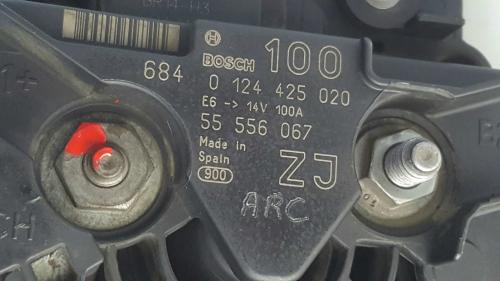 BOSCH 100
684 0 124 425 020
E6 -> 14V 100A
55 556 067
Made in
Spain
900
ZJ
ARC
1+